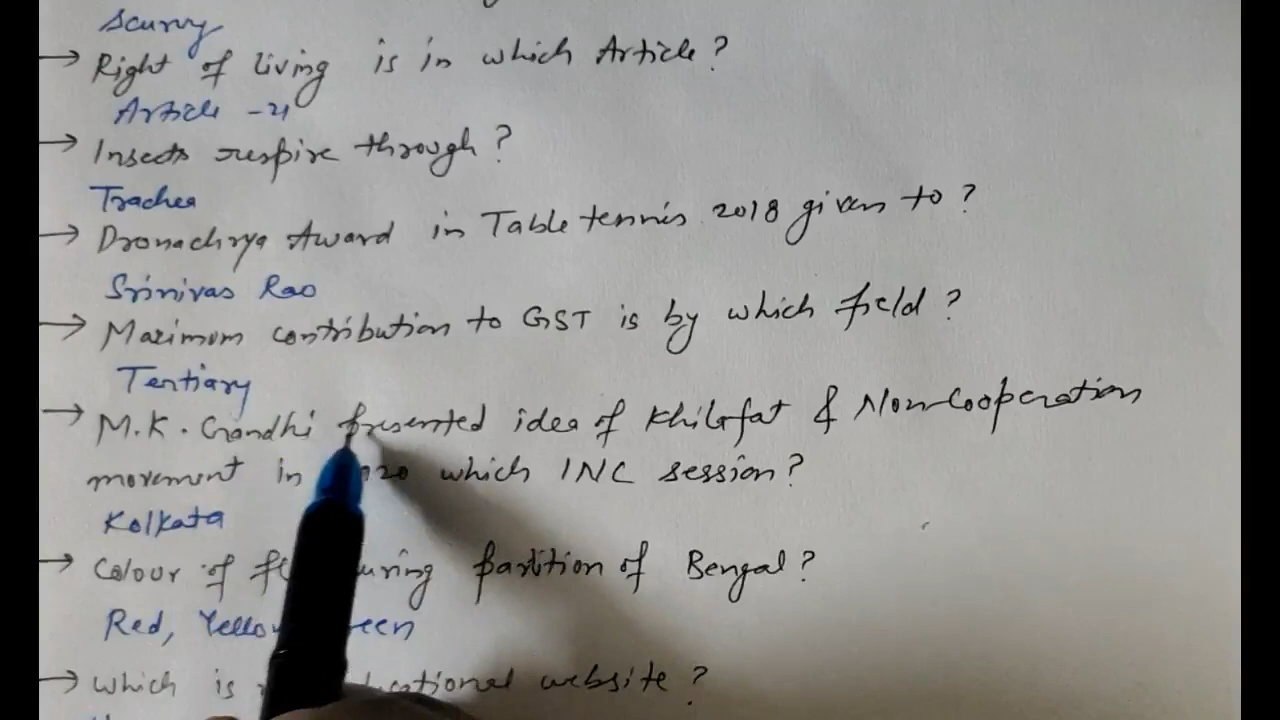 Scurvy
→ Right of living is in which Article?
Article - 21
→ Insects respire through?
Trachea
→ Dronachrya Award in Table tennis 2018 given to?
Srinivas Rao
→ Maximum contribution to GST is by which field?
Tertiary
→ M.K. Gandhi presented idea of Khilafat & Non-Cooperation
movement in which INC session?
Kolkata
→ Colour of during partition of Bengal?
Red,
→ Which is website?